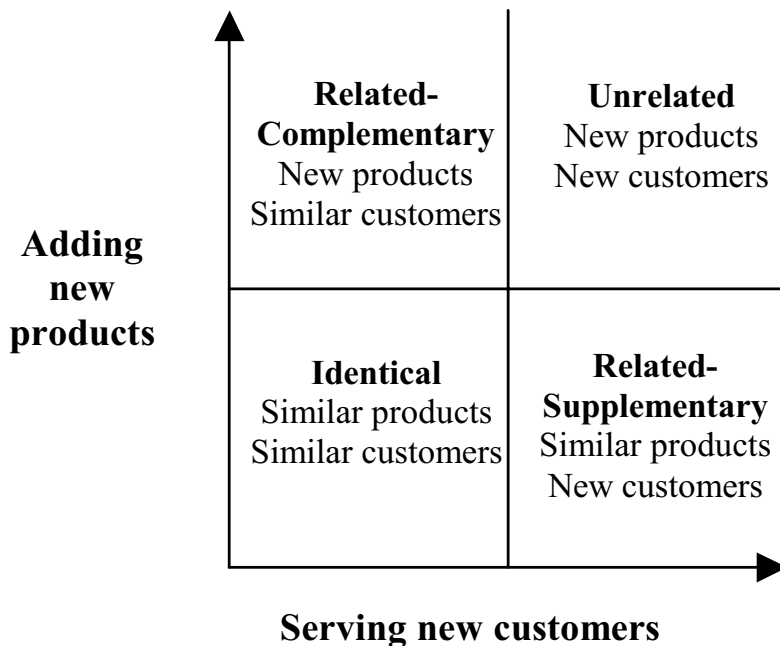 Related-
Complementary
New products
Similar customers
Unrelated
New products
New customers
Adding
new
products
Identical
Similar products
Similar customers
Related-
Supplementary
Similar products
New customers
Serving new customers